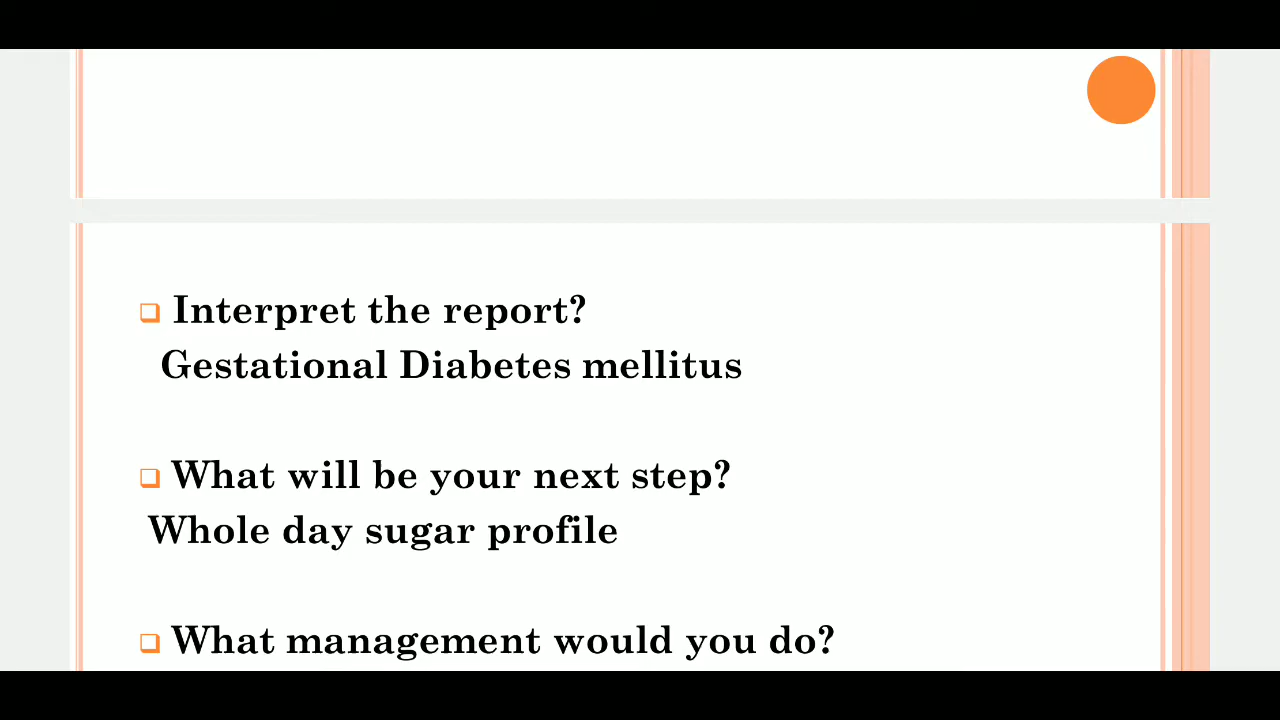 Interpret the report?
Gestational Diabetes mellitus
What will be your next step?
Whole day sugar profile
What management would you do?